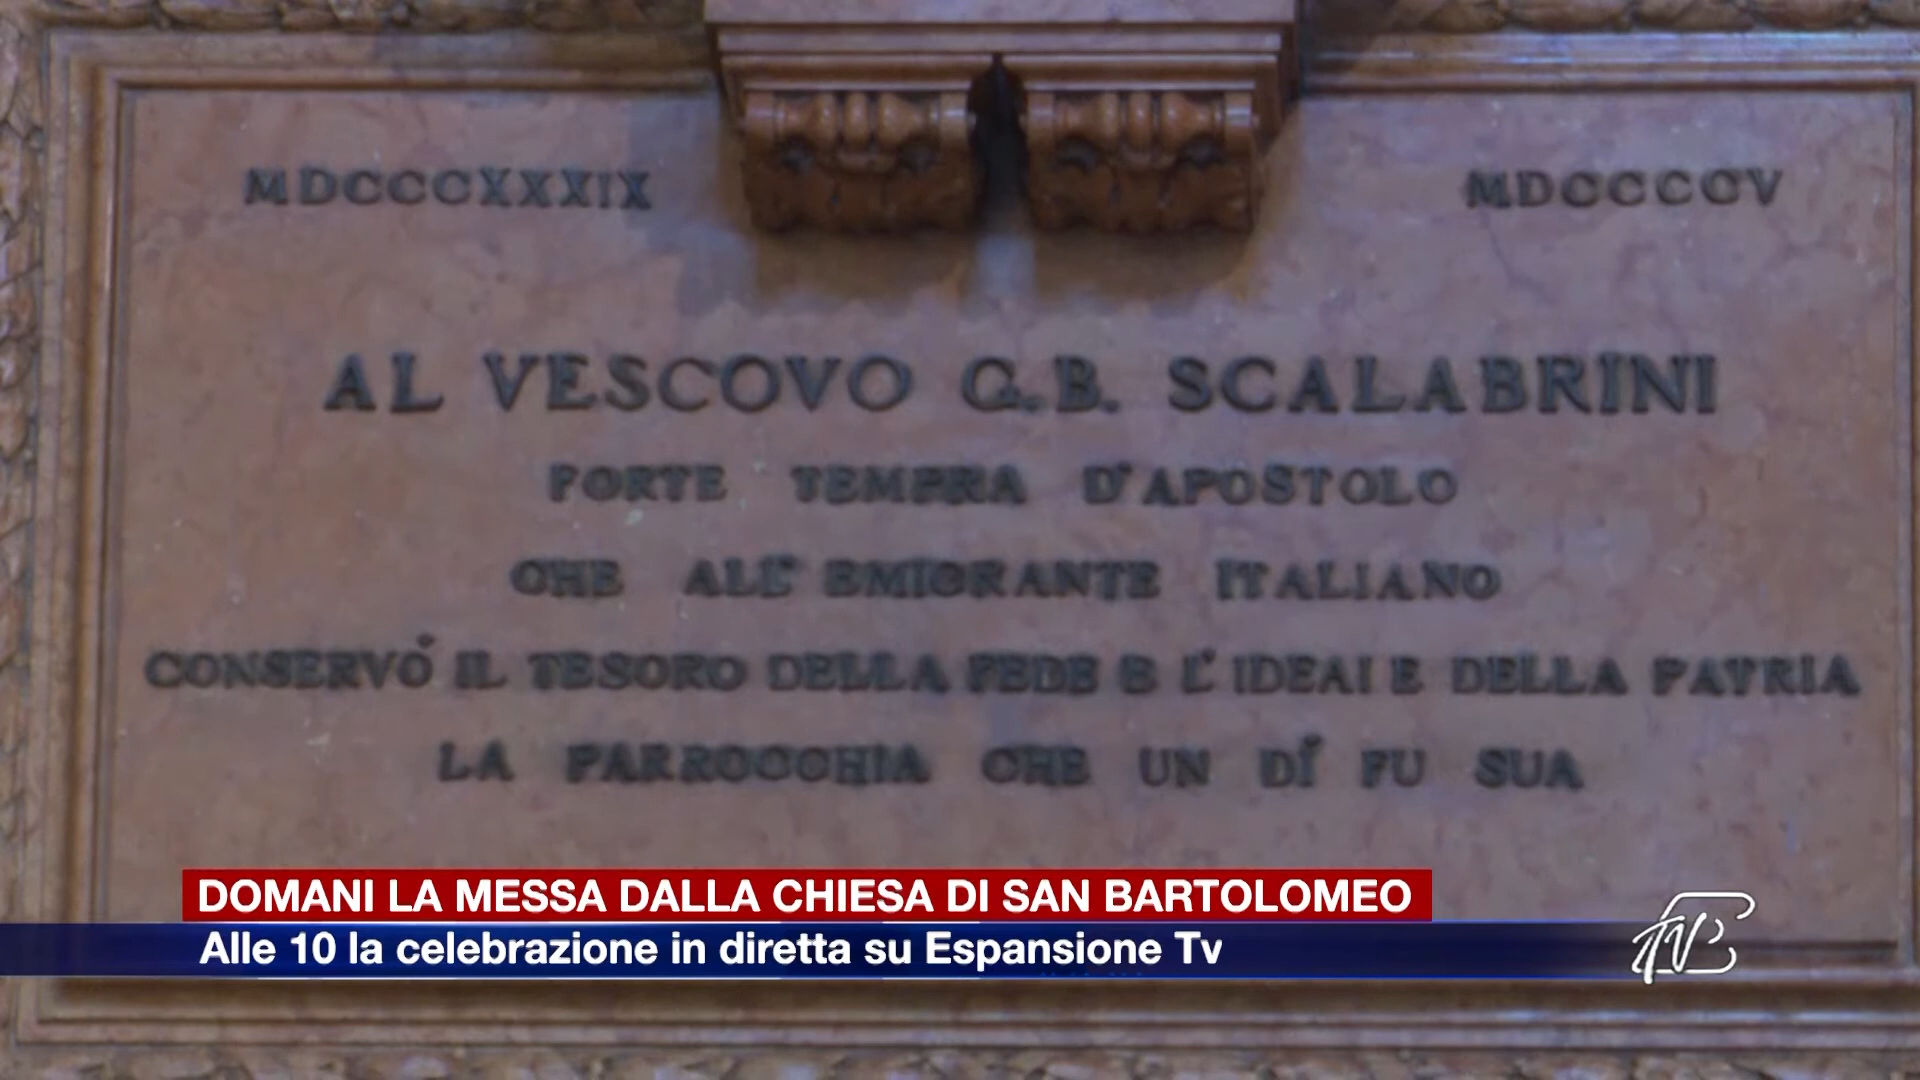 MDCCCXXXIX MDCCCCV
AL VESCOVO G.B. SCALABRINI
FORTE TEMPRA D'APOSTOLO
CHE ALL'EMIGRANTE ITALIANO
CONSERVÒ IL TESORO DELLA FEDE E L'IDEALE DELLA PATRIA
LA PARROCCHIA CHE UN DÌ FU SUA
DOMANI LA MESSA DALLA CHIESA DI SAN BARTOLOMEO
Alle 10 la celebrazione in diretta su Espansione Tv